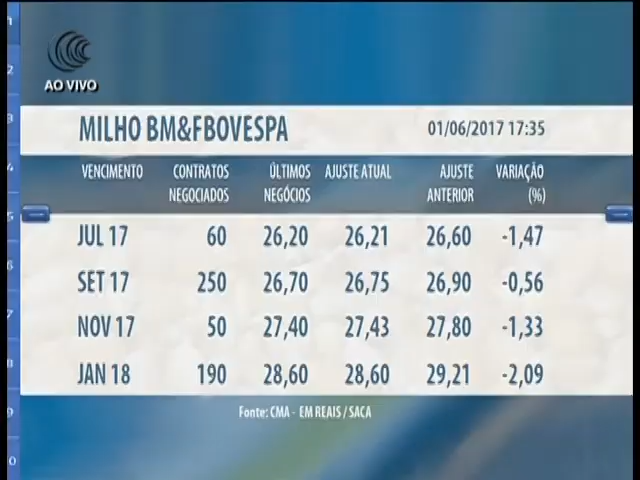 AO VIVO
MILHO BM&FBOVESPA 01/06/2017 17:35
VENCIMENTO CONTRATOS NEGOCIADOS ÚLTIMOS NEGÓCIOS AJUSTE ATUAL AJUSTE ANTERIOR VARIAÇÃO (%)
JUL 17 60 26,20 26,21 26,60 -1,47
SET 17 250 26,70 26,75 26,90 -0,56
NOV 17 50 27,40 27,43 27,80 -1,33
JAN 18 190 28,60 28,60 29,21 -2,09
Fonte: CMA - EM REAIS / SACA